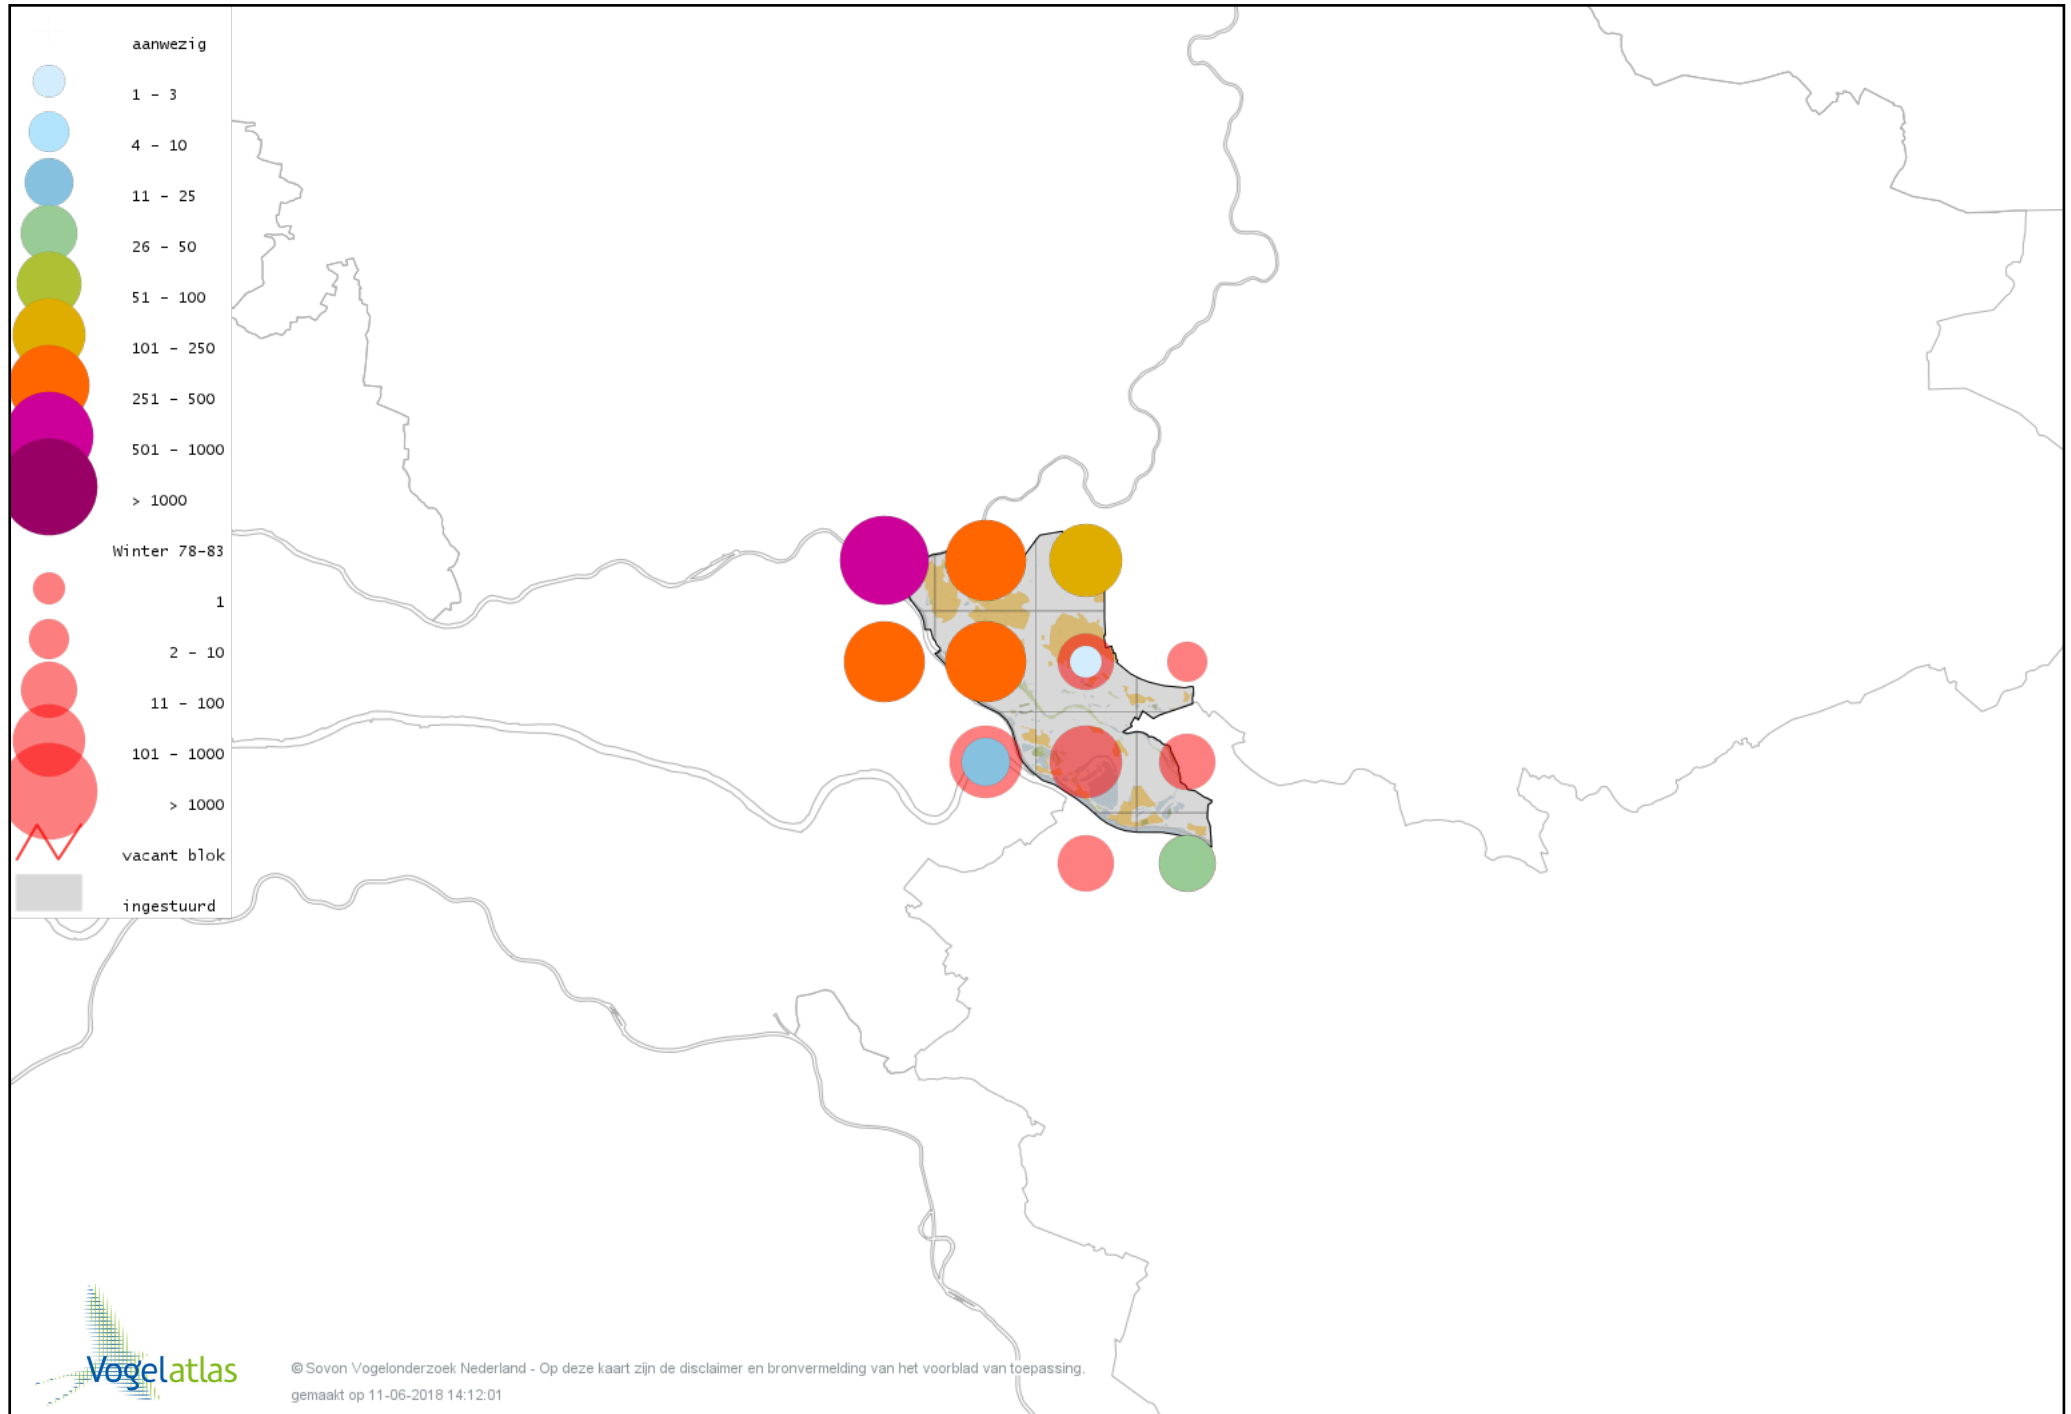 aanwezig
1 - 3
4 - 10
11 - 25
26 - 50
51 - 100
101 - 250
251 - 500
501 - 1000
> 1000
Winter 78-83
1
2 - 10
11 - 100
101 - 1000
> 1000
vacant blok
ingestuurd
Vogelatlas
© Sovon Vogelonderzoek Nederland - Op deze kaart zijn de disclaimer en bronvermelding van het voorblad van toepassing.
gemaakt op 11-06-2018 14:12:01